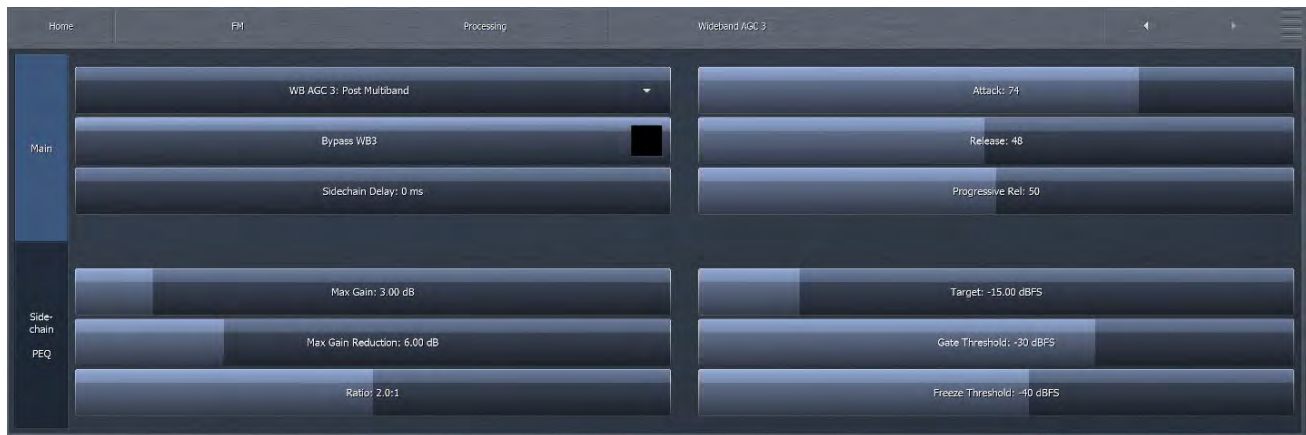 Home FM Processing Wideband AGC 3
Main
WB AGC 3: Post Multiband
Bypass WB3
Sidechain Delay: 0 ms
Attack: 74
Release: 48
Progressive Rel: 50
Side-
chain
PEQ
Max Gain: 3.00 dB
Max Gain Reduction: 6.00 dB
Ratio: 2.0:1
Target: -15.00 dBFS
Gate Threshold: -30 dBFS
Freeze Threshold: -40 dBFS